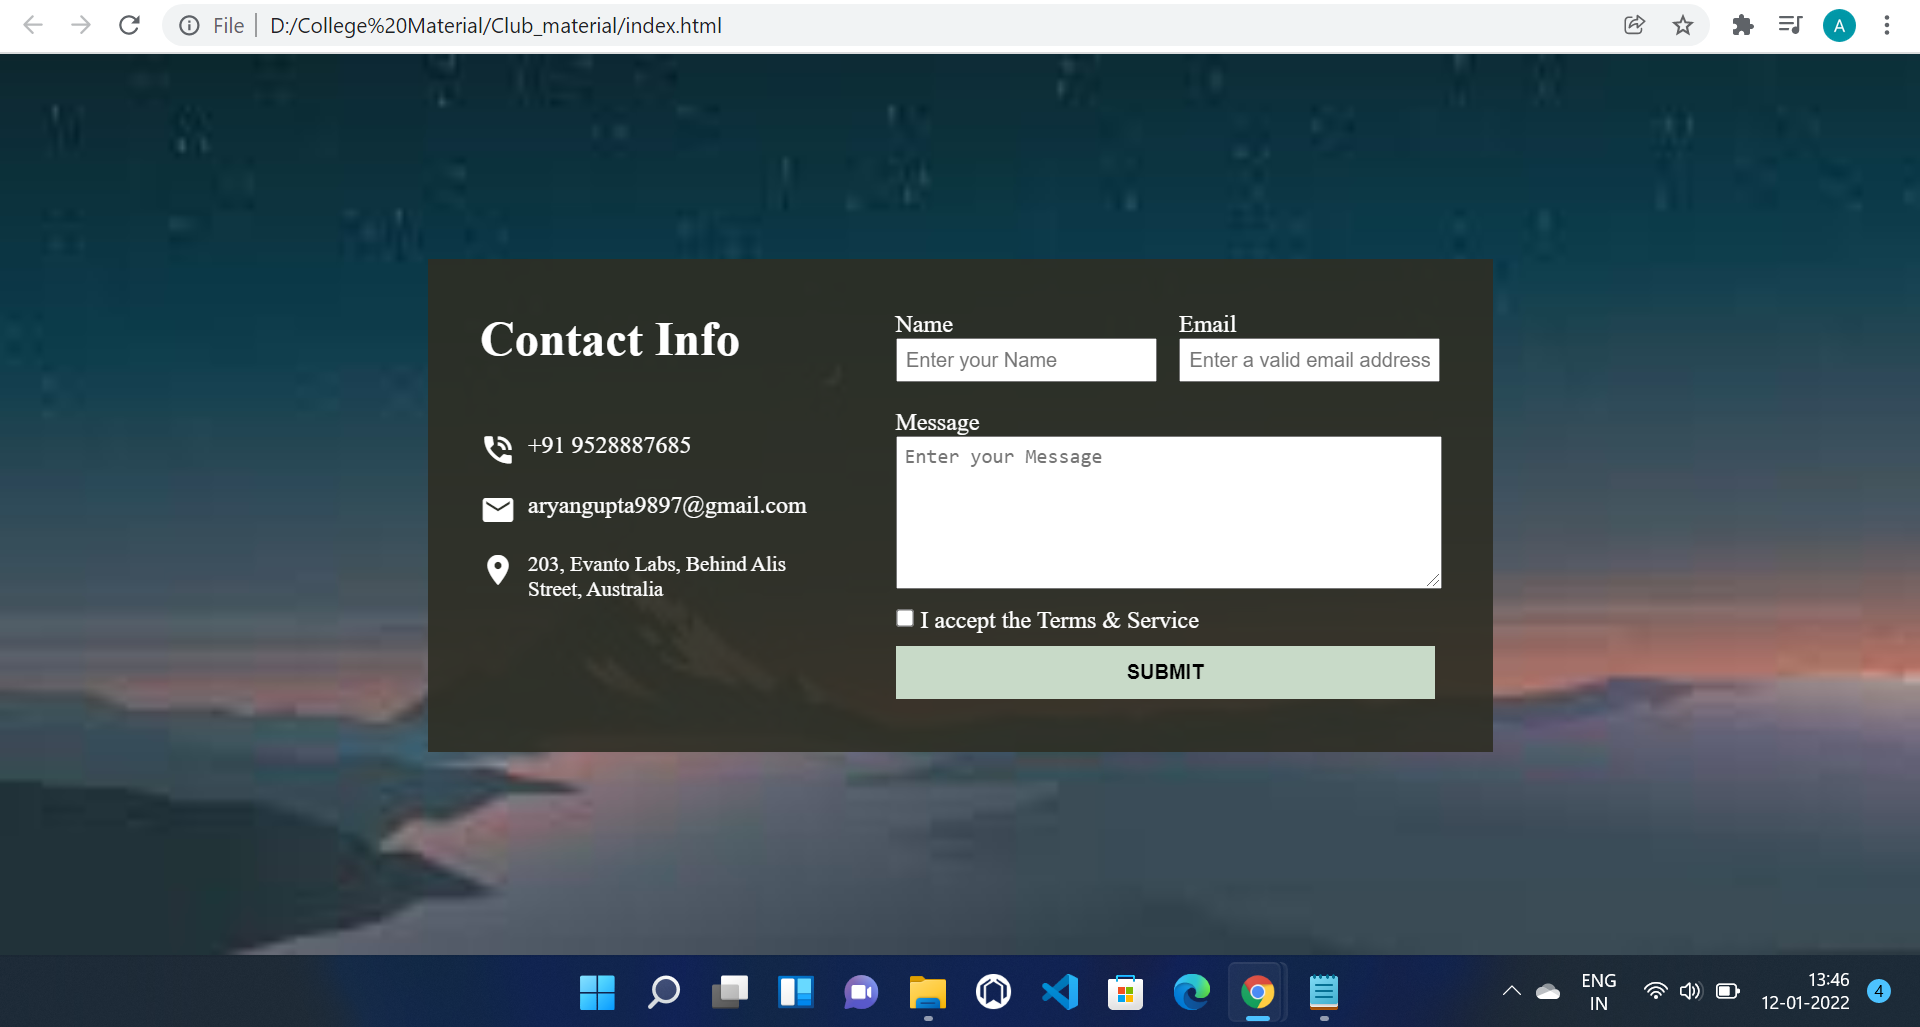 File
D:/College%20Material/Club_material/index.html
A
Contact Info
+91 9528887685
aryangupta9897@gmail.com
203, Evanto Labs, Behind Alis
Street, Australia
Name
Email
Enter your Name
Enter a valid email address
Message
Enter your Message
I accept the Terms & Service
SUBMIT
ENG
IN
13:46
12-01-2022
4